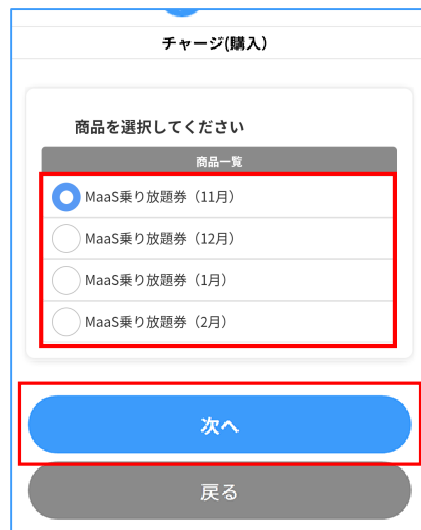 チャージ(購入)
商品を選択してください
商品一覧
MaaS乗り放題券（11月）
MaaS乗り放題券（12月）
MaaS乗り放題券（1月）
MaaS乗り放題券（2月）
次へ
戻る